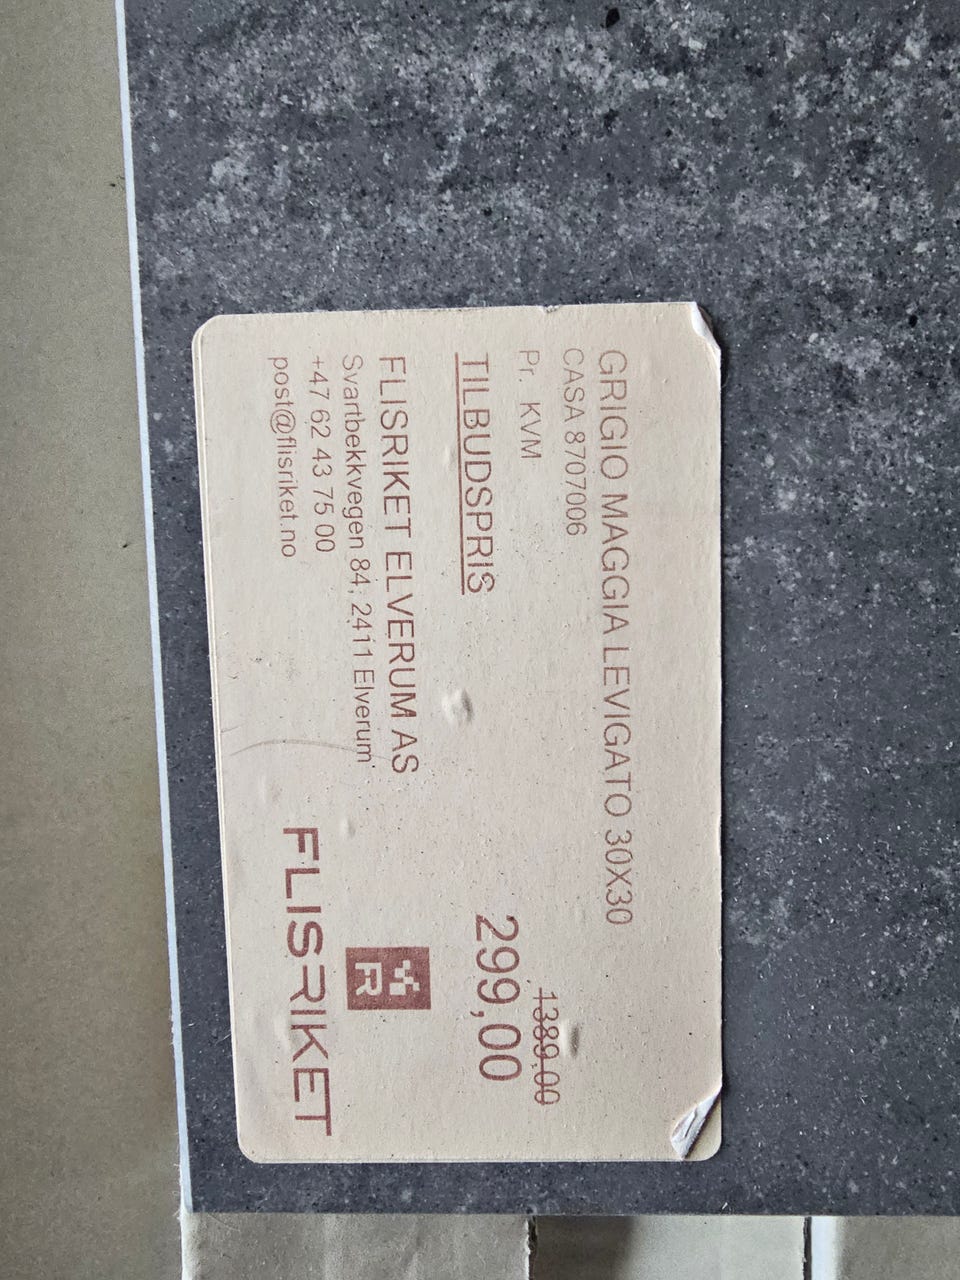 GRIGIO MAGGIA LEVIGATO 30X30
CASA 8707006
Pr. KVM
1389,00
TILBUDSPRIS
299,00
FLISRIKET ELVERUM AS
Svartbekkvegen 84, 2411 Elverum
+47 62 43 75 00
post@flisriket.no
R
FLISRIKET